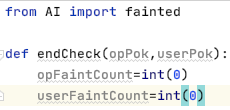 from AI import fainted
def endCheck(opPok,userPok):
    opFaintCount=int(0)
    userFaintCount=int(0)